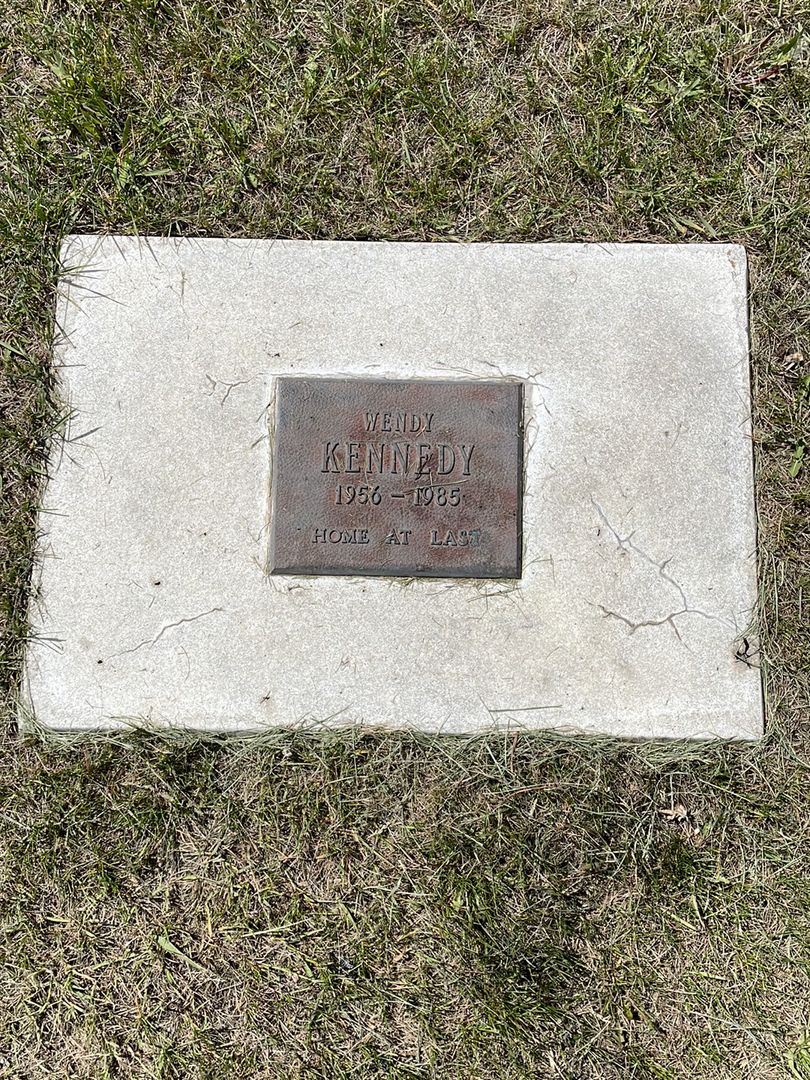 WENDY
KENNEDY
1956 – 1985
HOME AT LAST